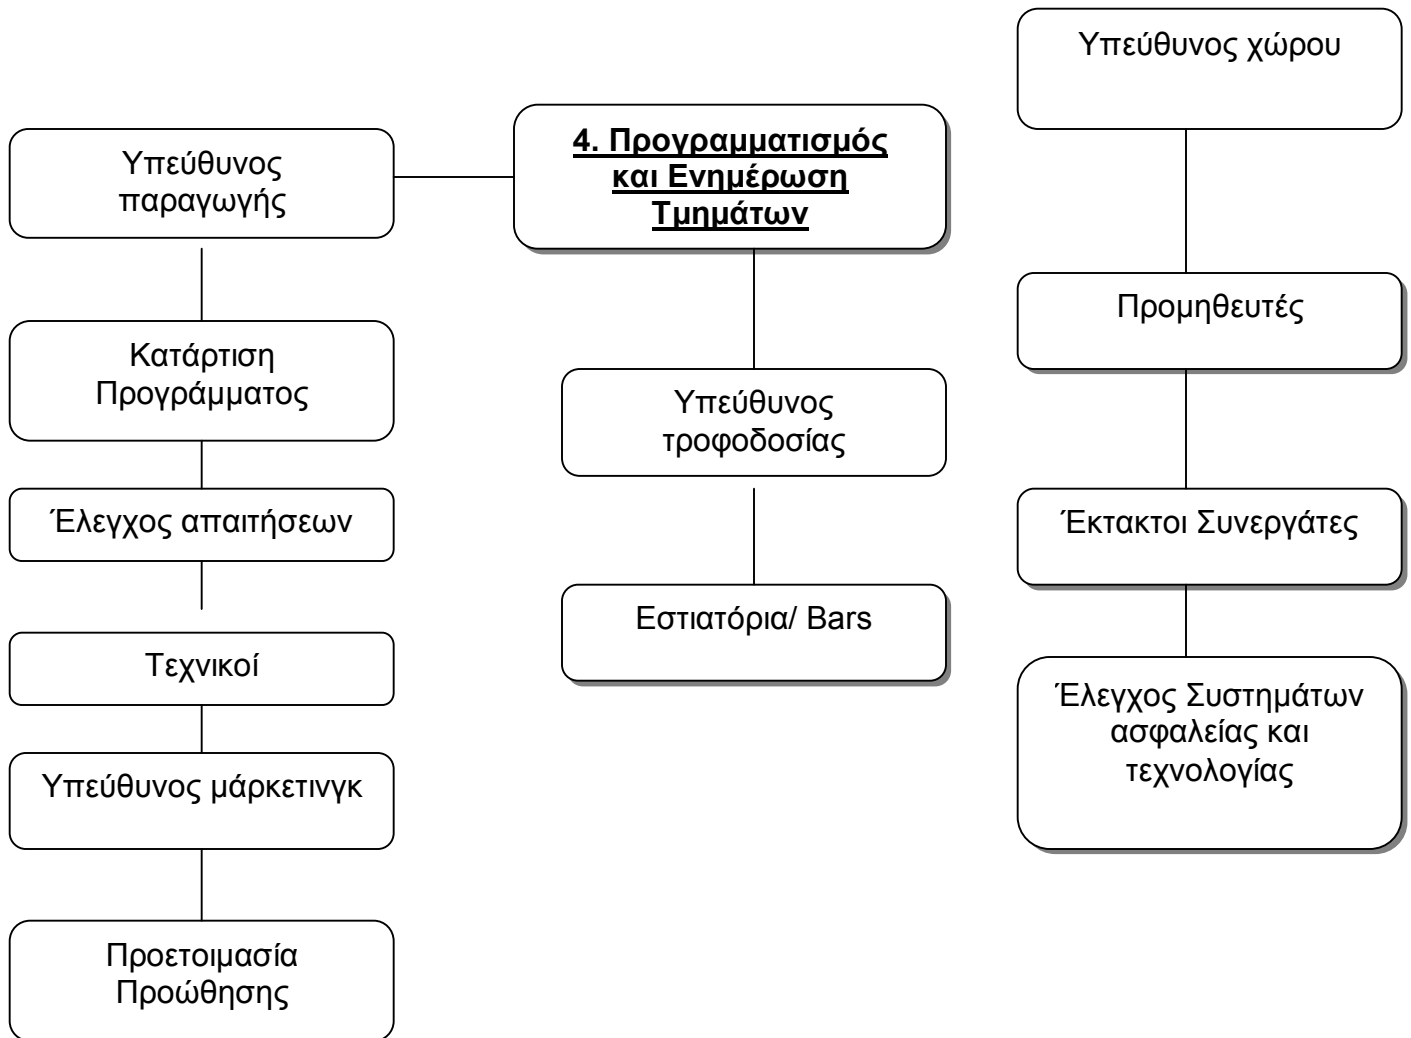 Υπεύθυνος
παραγωγής
Κατάρτιση
Προγράμματος
Έλεγχος απαιτήσεων
Τεχνικοί
Υπεύθυνος μάρκετινγκ
Προετοιμασία
Προώθησης
4. Προγραμματισμός
και Ενημέρωση
Τμημάτων
Υπεύθυνος
τροφοδοσίας
Εστιατόρια/ Bars
Υπεύθυνος χώρου
Προμηθευτές
Έκτακτοι Συνεργάτες
Έλεγχος Συστημάτων
ασφαλείας και
τεχνολογίας